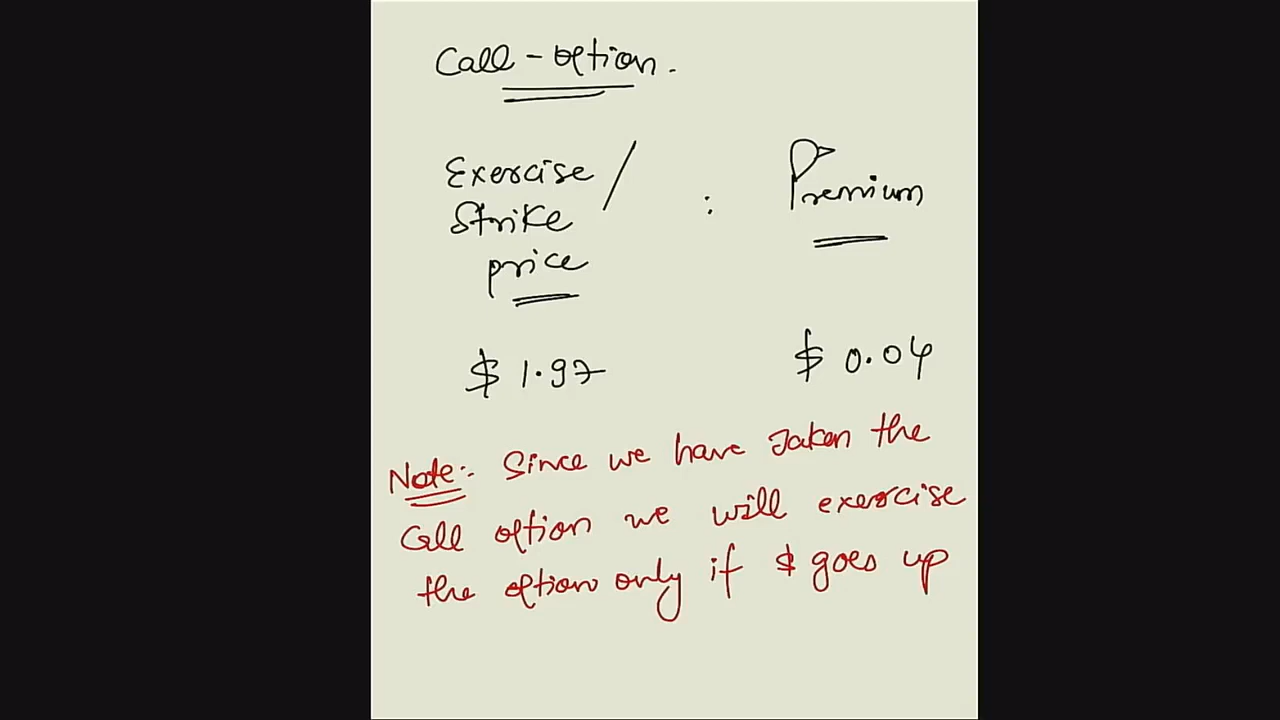 Call - option.
Exercise /
Strike
price
: Premium
$ 1.97
$ 0.04
Note:- Since we have Taken the
Call option we will exercise
the option only if $ goes up